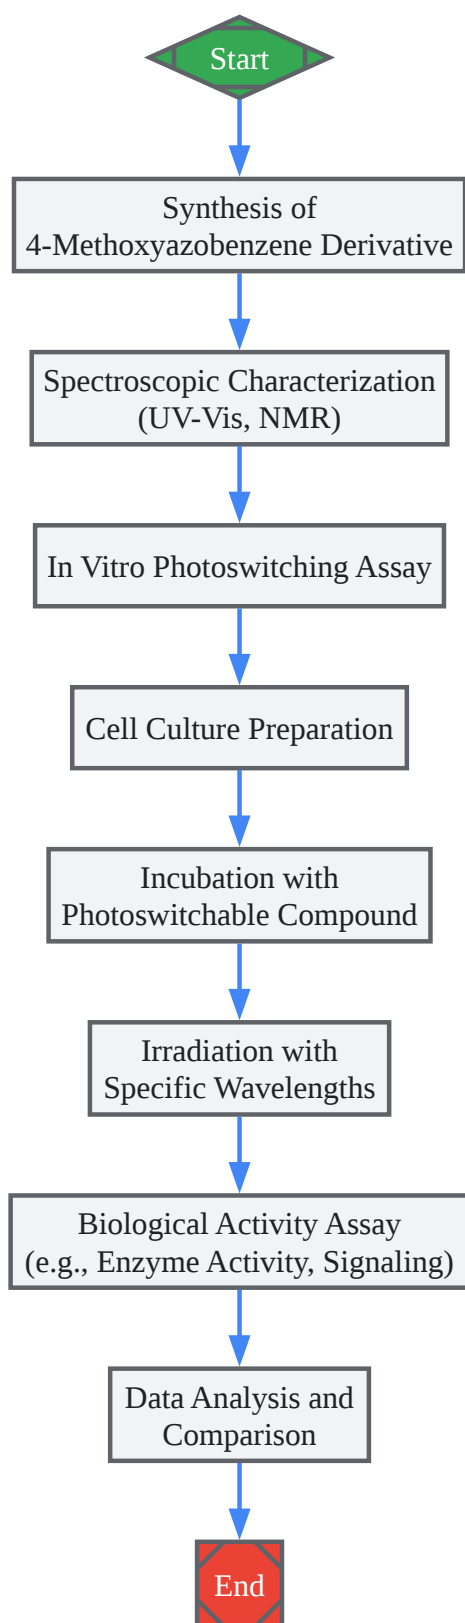 Start
Synthesis of
4-Methoxyazobenzene Derivative
Spectroscopic Characterization
(UV-Vis, NMR)
In Vitro Photoswitching Assay
Cell Culture Preparation
Incubation with
Photoswitchable Compound
Irradiation with
Specific Wavelengths
Biological Activity Assay
(e.g., Enzyme Activity, Signaling)
Data Analysis and
Comparison
End